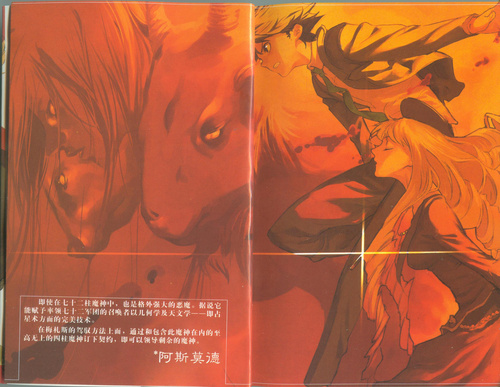 即使在七十二柱魔神中，也是格外强大的恶魔。据说它
能赋予率领七十二军团的召唤者以几何学及天文学——即占
星术方面的完美技术。
在梅札斯的驾驭方法上面，通过和包含此魔神在内的至
高无上的四柱魔神订下契约，即可以领导剩余的魔神。
*阿斯莫德